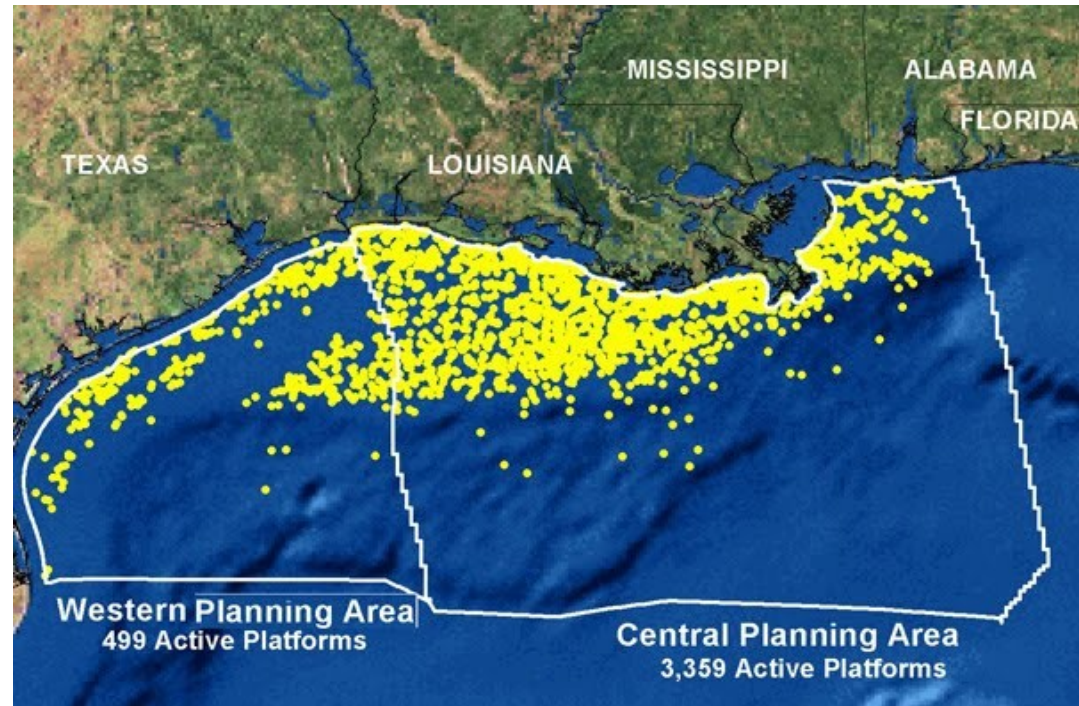 MISSISSIPPI
ALABAMA
FLORIDA
TEXAS
LOUISIANA
Western Planning Area
499 Active Platforms
Central Planning Area
3,359 Active Platforms